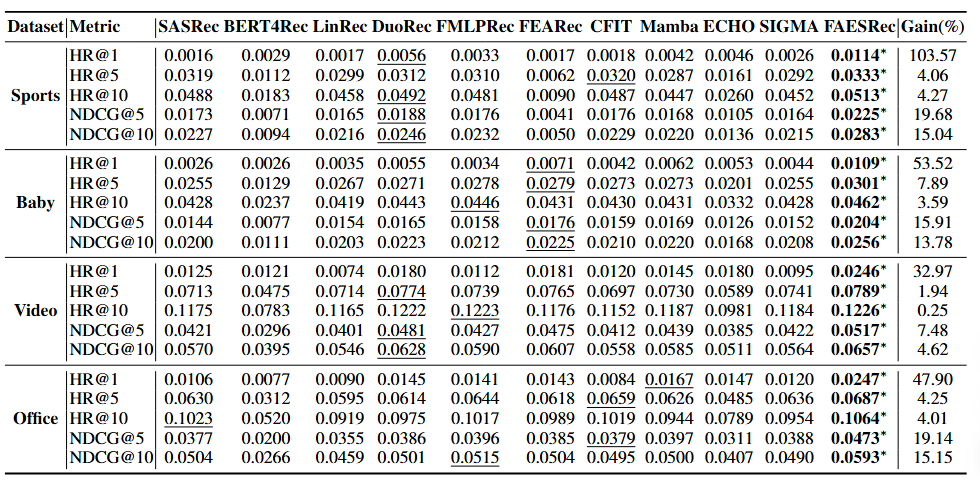 Dataset Metric SASRec BERT4Rec LinRec DuoRec FMLPRec FEARec CFIT Mamba ECHO SIGMA FAESRec Gain(%)
HR@1 0.0016 0.0029 0.0017 0.0056 0.0033 0.0017 0.0018 0.0042 0.0046 0.0026 0.0114* 103.57
HR@5 0.0319 0.0112 0.0299 0.0312 0.0310 0.0062 0.0320 0.0287 0.0161 0.0292 0.0333* 4.06
Sports HR@10 0.0488 0.0183 0.0458 0.0492 0.0481 0.0090 0.0487 0.0447 0.0260 0.0452 0.0513* 4.27
NDCG@5 0.0173 0.0071 0.0165 0.0188 0.0176 0.0041 0.0176 0.0168 0.0105 0.0164 0.0225* 19.68
NDCG@10 0.0227 0.0094 0.0216 0.0246 0.0232 0.0050 0.0229 0.0220 0.0136 0.0215 0.0283* 15.04
HR@1 0.0026 0.0026 0.0035 0.0055 0.0034 0.0071 0.0042 0.0062 0.0053 0.0044 0.0109* 53.52
HR@5 0.0255 0.0129 0.0267 0.0271 0.0278 0.0279 0.0273 0.0273 0.0201 0.0255 0.0301* 7.89
Baby HR@10 0.0428 0.0237 0.0419 0.0443 0.0446 0.0431 0.0430 0.0431 0.0332 0.0428 0.0462* 3.59
NDCG@5 0.0144 0.0077 0.0154 0.0165 0.0158 0.0176 0.0159 0.0169 0.0126 0.0152 0.0204* 15.91
NDCG@10 0.0200 0.0111 0.0203 0.0223 0.0212 0.0225 0.0210 0.0220 0.0168 0.0208 0.0256* 13.78
HR@1 0.0125 0.0121 0.0074 0.0180 0.0112 0.0181 0.0120 0.0145 0.0180 0.0095 0.0246* 32.97
HR@5 0.0713 0.0475 0.0714 0.0774 0.0739 0.0765 0.0697 0.0730 0.0589 0.0741 0.0789* 1.94
Video HR@10 0.1175 0.0783 0.1165 0.1222 0.1223 0.1176 0.1152 0.1187 0.0981 0.1184 0.1226* 0.25
NDCG@5 0.0421 0.0296 0.0401 0.0481 0.0427 0.0475 0.0412 0.0439 0.0385 0.0422 0.0517* 7.48
NDCG@10 0.0570 0.0395 0.0546 0.0628 0.0590 0.0607 0.0558 0.0585 0.0511 0.0564 0.0657* 4.62
HR@1 0.0106 0.0077 0.0090 0.0145 0.0141 0.0143 0.0084 0.0167 0.0147 0.0120 0.0247* 47.90
HR@5 0.0630 0.0312 0.0595 0.0614 0.0644 0.0618 0.0659 0.0626 0.0485 0.0636 0.0687* 4.25
Office HR@10 0.1023 0.0520 0.0919 0.0975 0.1017 0.0989 0.1019 0.0944 0.0789 0.0954 0.1064* 4.01
NDCG@5 0.0377 0.0200 0.0355 0.0386 0.0396 0.0385 0.0379 0.0397 0.0311 0.0388 0.0473* 19.14
NDCG@10 0.0504 0.0266 0.0459 0.0501 0.0515 0.0504 0.0495 0.0500 0.0407 0.0490 0.0593* 15.15